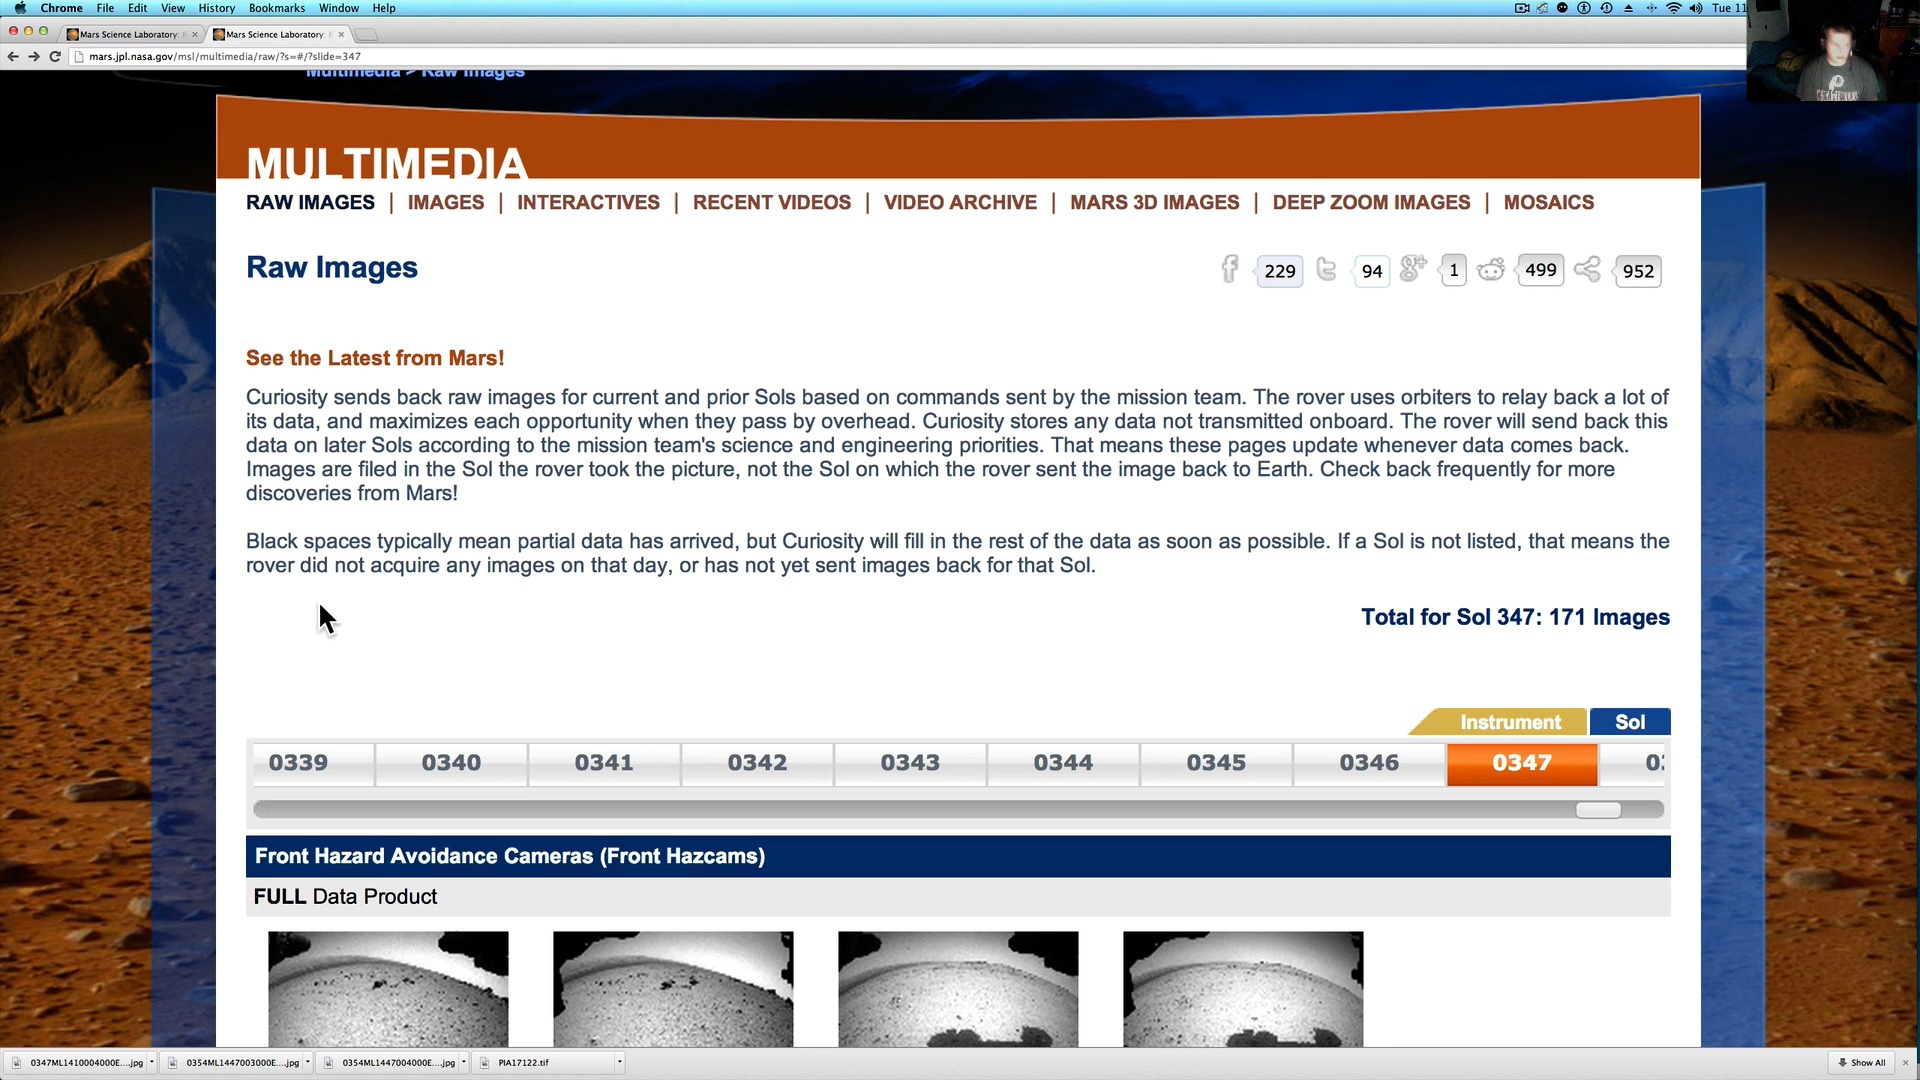 Chrome File Edit View History Bookmarks Window Help
Tue 11
Mars Science Laboratory: Mars Science Laboratory:
mars.jpl.nasa.gov/msl/multimedia/raw/?s=#/?slide=347
Multimedia > Raw Images
MULTIMEDIA
RAW IMAGES | IMAGES | INTERACTIVES | RECENT VIDEOS | VIDEO ARCHIVE | MARS 3D IMAGES | DEEP ZOOM IMAGES | MOSAICS
Raw Images
229 94 1 499 952
See the Latest from Mars!
Curiosity sends back raw images for current and prior Sols based on commands sent by the mission team. The rover uses orbiters to relay back a lot of
its data, and maximizes each opportunity when they pass by overhead. Curiosity stores any data not transmitted onboard. The rover will send back this
data on later Sols according to the mission team's science and engineering priorities. That means these pages update whenever data comes back.
Images are filed in the Sol the rover took the picture, not the Sol on which the rover sent the image back to Earth. Check back frequently for more
discoveries from Mars!
Black spaces typically mean partial data has arrived, but Curiosity will fill in the rest of the data as soon as possible. If a Sol is not listed, that means the
rover did not acquire any images on that day, or has not yet sent images back for that Sol.
Total for Sol 347: 171 Images
Instrument Sol
0339 0340 0341 0342 0343 0344 0345 0346 0347
Front Hazard Avoidance Cameras (Front Hazcams)
FULL Data Product
0347ML1410004000E....jpg 0354ML1447003000E....jpg 0354ML1447004000E....jpg PIA17122.tif Show All